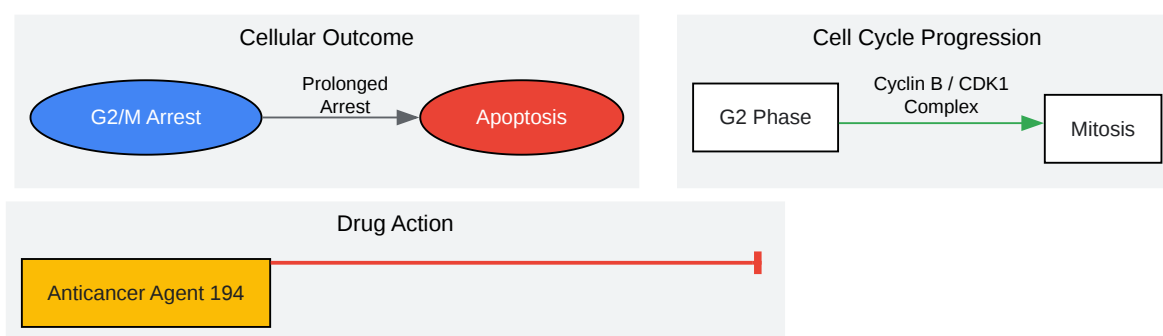 Cellular Outcome
G2/M Arrest
Prolonged
Arrest
Apoptosis
Cell Cycle Progression
G2 Phase
Cyclin B / CDK1
Complex
Mitosis
Drug Action
Anticancer Agent 194